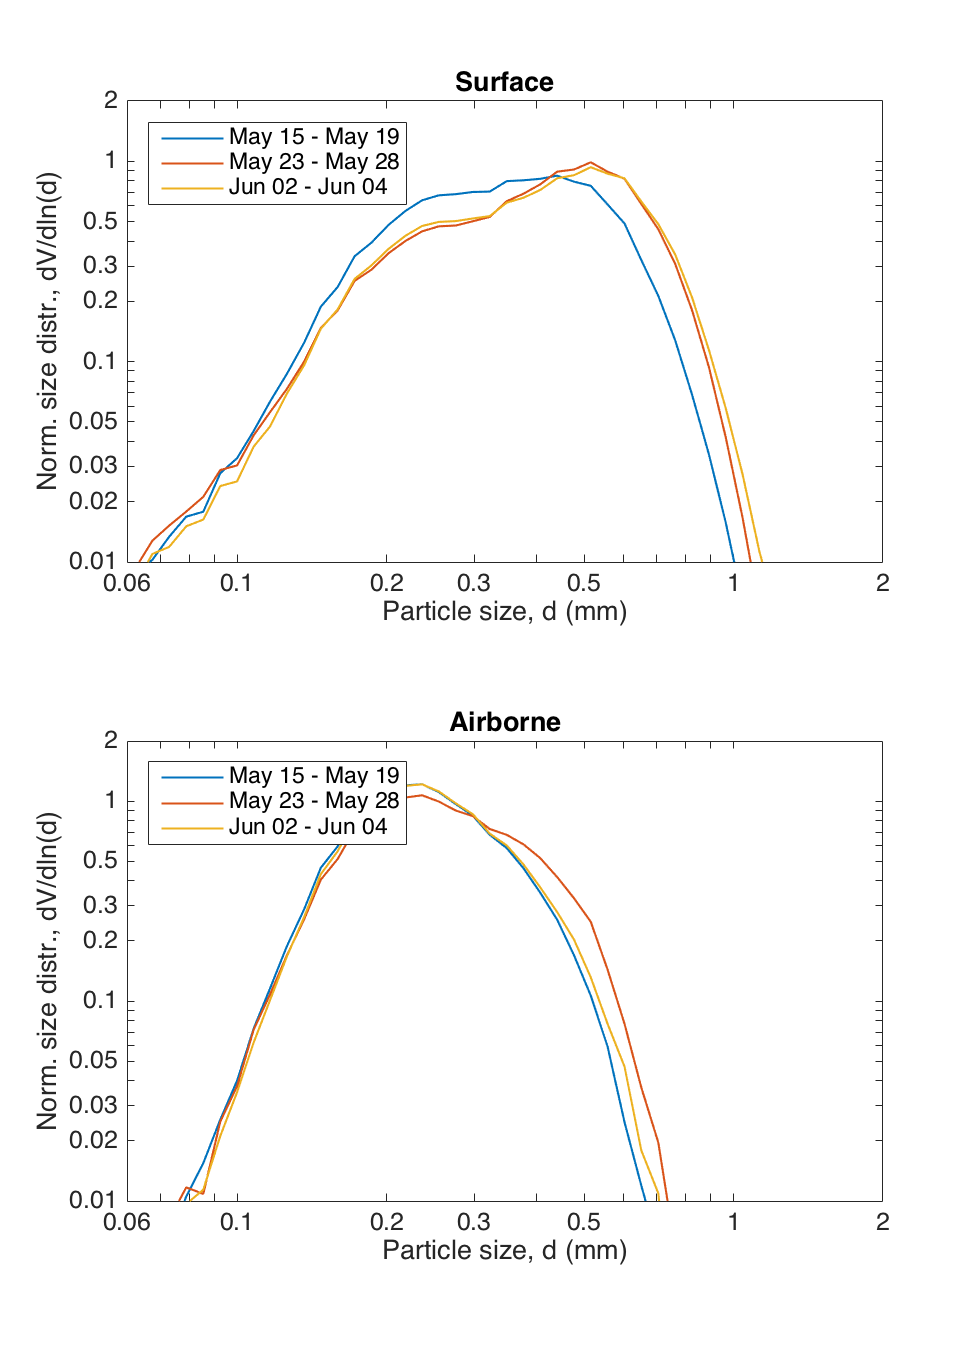 Surface
Norm. size distr., dV/dln(d)
2
1
0.5
0.3
0.2
0.1
0.05
0.03
0.02
0.01
May 15 - May 19
May 23 - May 28
Jun 02 - Jun 04
0.06 0.1 0.2 0.3 0.5 1 2
Particle size, d (mm)
Airborne
Norm. size distr., dV/dln(d)
2
1
0.5
0.3
0.2
0.1
0.05
0.03
0.02
0.01
May 15 - May 19
May 23 - May 28
Jun 02 - Jun 04
0.06 0.1 0.2 0.3 0.5 1 2
Particle size, d (mm)